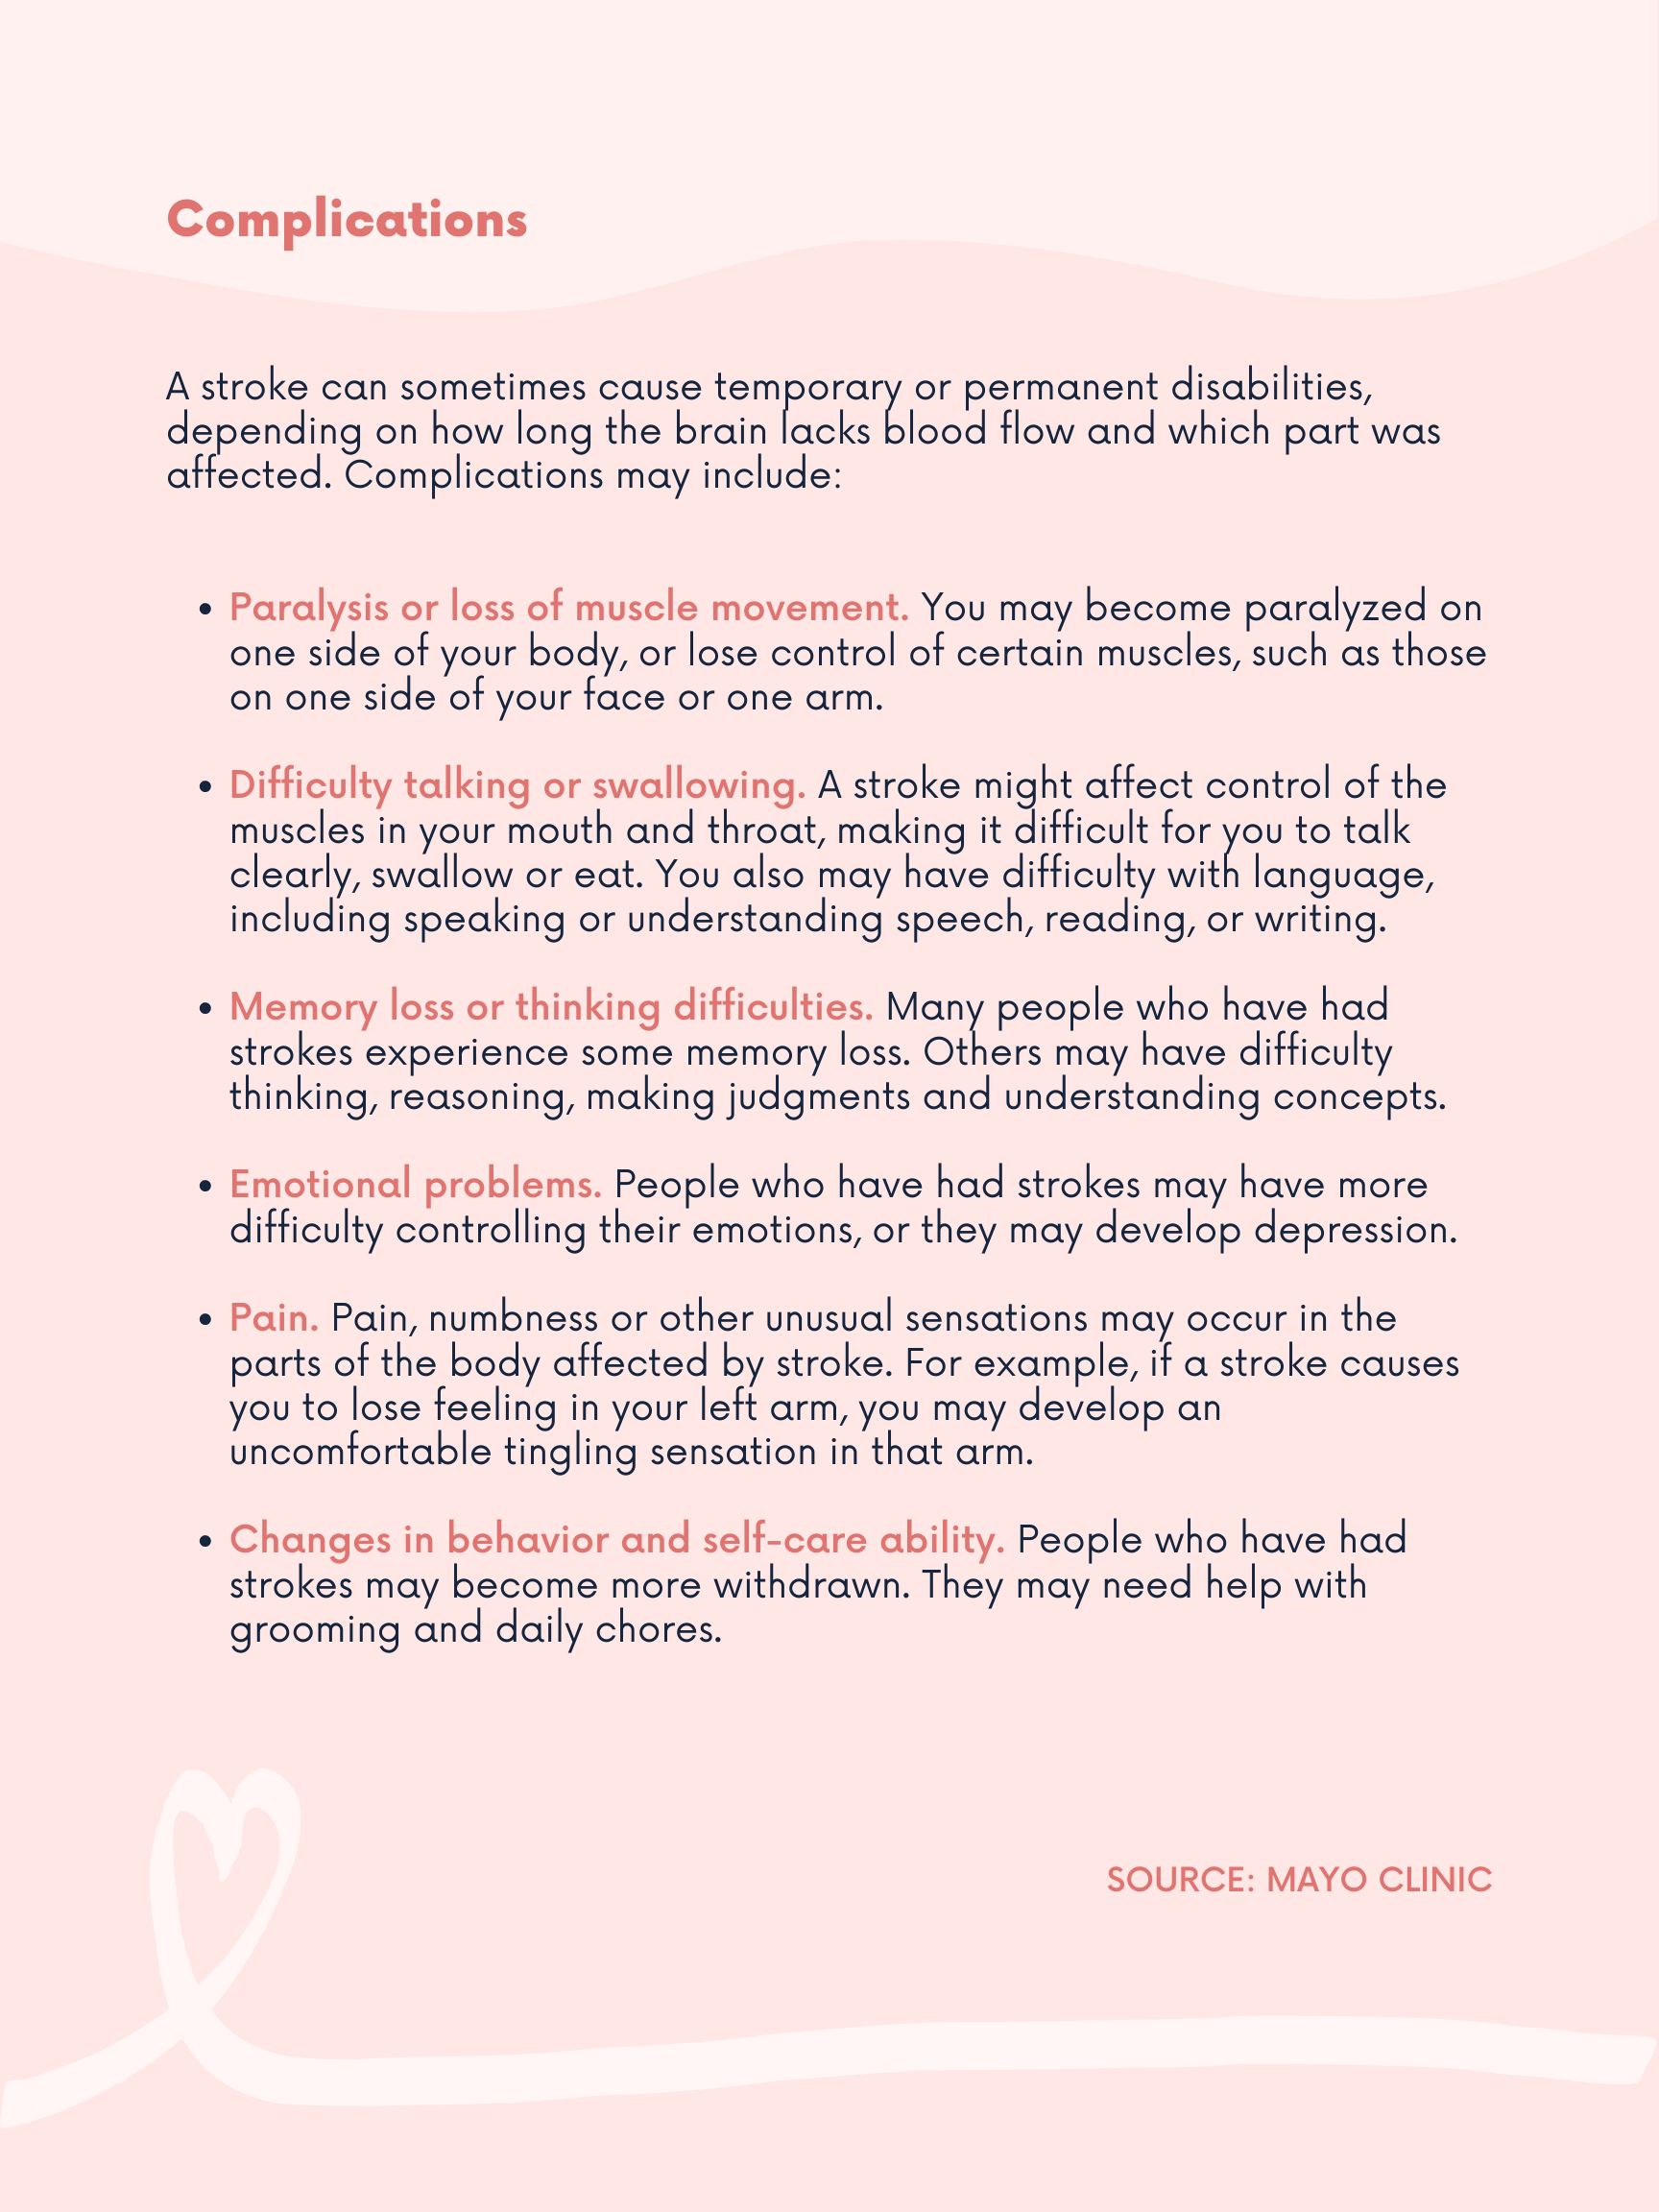 Complications
A stroke can sometimes cause temporary or permanent disabilities,
depending on how long the brain lacks blood flow and which part was
affected. Complications may include:
• Paralysis or loss of muscle movement. You may become paralyzed on
one side of your body, or lose control of certain muscles, such as those
on one side of your face or one arm.
• Difficulty talking or swallowing. A stroke might affect control of the
muscles in your mouth and throat, making it difficult for you to talk
clearly, swallow or eat. You also may have difficulty with language,
including speaking or understanding speech, reading, or writing.
• Memory loss or thinking difficulties. Many people who have had
strokes experience some memory loss. Others may have difficulty
thinking, reasoning, making judgments and understanding concepts.
• Emotional problems. People who have had strokes may have more
difficulty controlling their emotions, or they may develop depression.
• Pain. Pain, numbness or other unusual sensations may occur in the
parts of the body affected by stroke. For example, if a stroke causes
you to lose feeling in your left arm, you may develop an
uncomfortable tingling sensation in that arm.
• Changes in behavior and self-care ability. People who have had
strokes may become more withdrawn. They may need help with
grooming and daily chores.
SOURCE: MAYO CLINIC